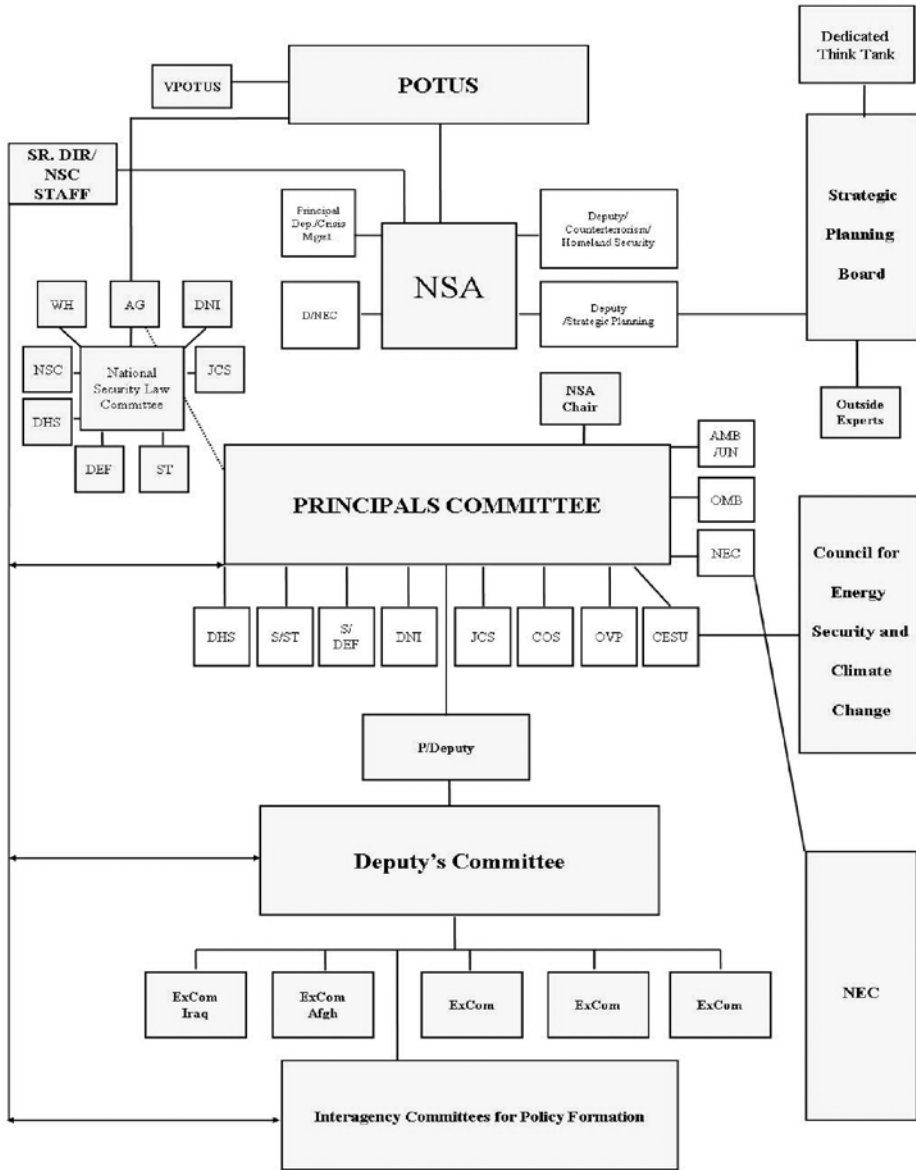 Dedicated
Think Tank
POTUS
VPOTUS
SR. DIR/
NSC
STAFF
Strategic
Planning
Board
Principal
Dep./Crisis
Mgmt.
Deputy/
Counterterrorism/
Homeland Security
NSA
D/NEC
Deputy
/Strategic Planning
WH
AG
DNI
NSC
National
Security Law
Committee
JCS
DHS
DEF
ST
NSA
Chair
Outside
Experts
AMB
/UN
PRINCIPALS COMMITTEE
OMB
NEC
Council for
Energy
Security and
Climate
Change
DHS
S/ST
S/
DEF
DNI
JCS
COS
OVP
CESU
P/Deputy
Deputy's Committee
ExCom
Iraq
ExCom
Afgh
ExCom
ExCom
ExCom
NEC
Interagency Committees for Policy Formation